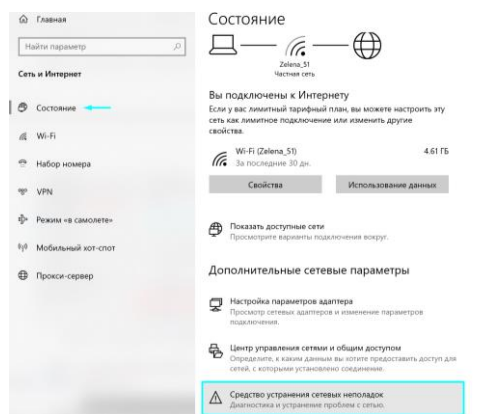 Главная
Найти параметр
Сеть и Интернет
Состояние
Wi-Fi
Набор номера
VPN
Режим «в самолете»
Мобильный хот-спот
Прокси-сервер
Состояние
Zelena_51
Частная сеть
Вы подключены к Интернету
Если у вас лимитный тарифный план, вы можете настроить эту
сеть как лимитное подключение или изменить другие
свойства.
Wi-Fi (Zelena_51)
4.61 ГБ
За последние 30 дн.
Свойства
Использование данных
Показать доступные сети
Просмотрите варианты подключения вокруг.
Дополнительные сетевые параметры
Настройка параметров адаптера
Просмотр сетевых адаптеров и изменение параметров
подключения.
Центр управления сетями и общим доступом
Определите, к каким данным вы хотите предоставить доступ для
сетей, с которыми установлено соединение.
Средство устранения сетевых неполадок
Диагностика и устранение проблем с сетью.